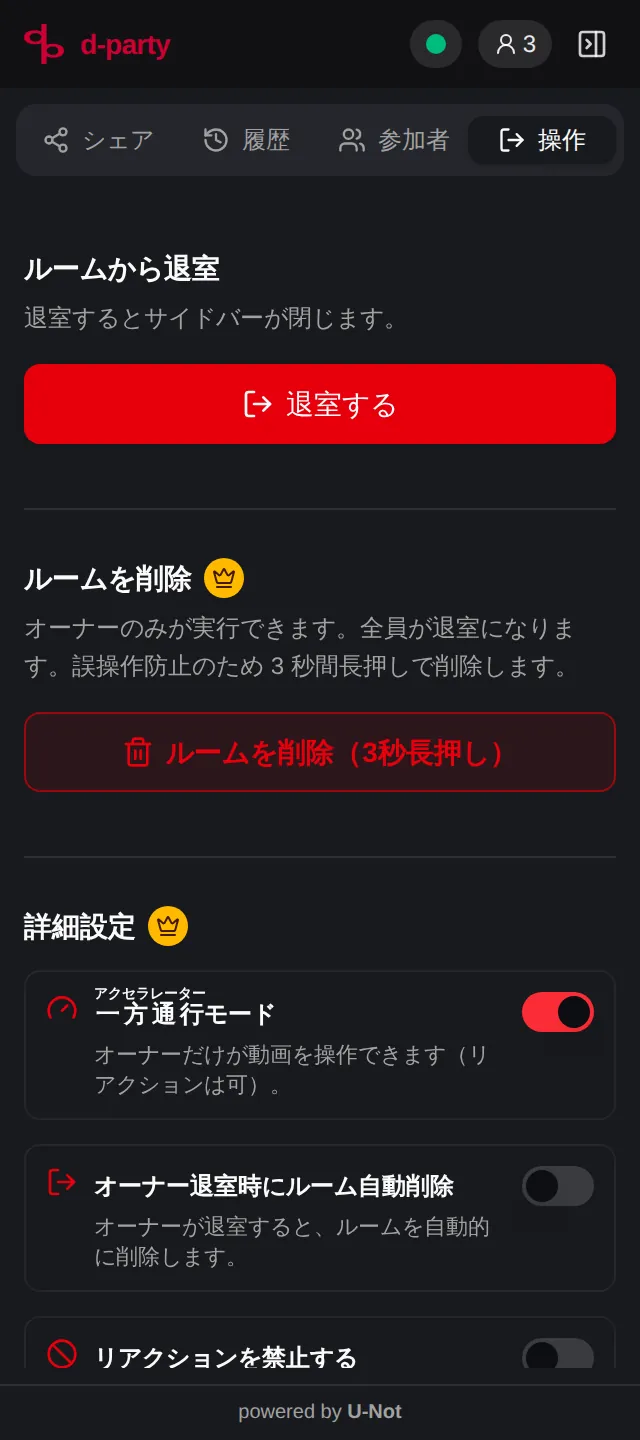 d-party
3
シェア
履歴
参加者
操作
ルームから退室
退室するとサイドバーが閉じます。
退室する
ルームを削除
オーナーのみが実行できます。全員が退室になりま
す。誤操作防止のため 3 秒間長押しで削除します。
ルームを削除（3秒長押し）
詳細設定
アクセラレーター
一方通行モード
オーナーだけが動画を操作できます（リ
アクションは可）。
オーナー退室時にルーム自動削除
オーナーが退室すると、ルームを自動的
に削除します。
リアクションを禁止する
powered by U-Not